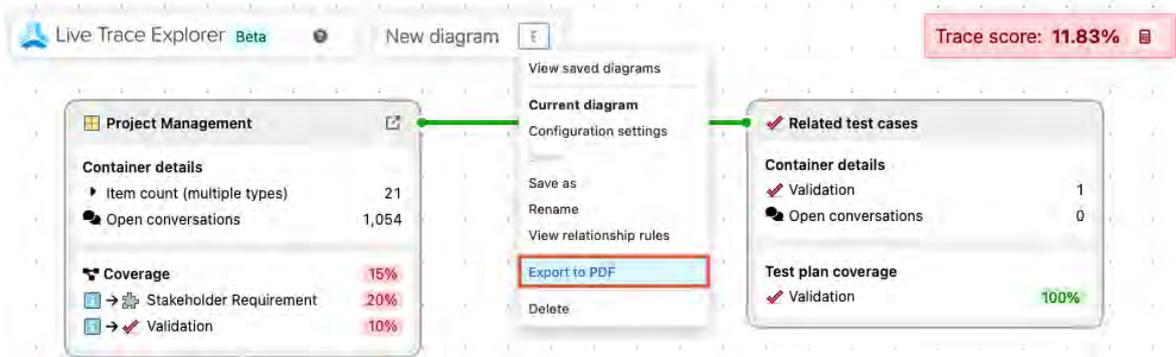 Live Trace Explorer Beta
New diagram
Trace score: 11.83%
View saved diagrams
Current diagram
Configuration settings
Save as
Rename
View relationship rules
Export to PDF
Delete
Project Management
Container details
Item count (multiple types) 21
Open conversations 1,054
Coverage 15%
Stakeholder Requirement 20%
Validation 10%
Related test cases
Container details
Validation 1
Open conversations 0
Test plan coverage
Validation 100%